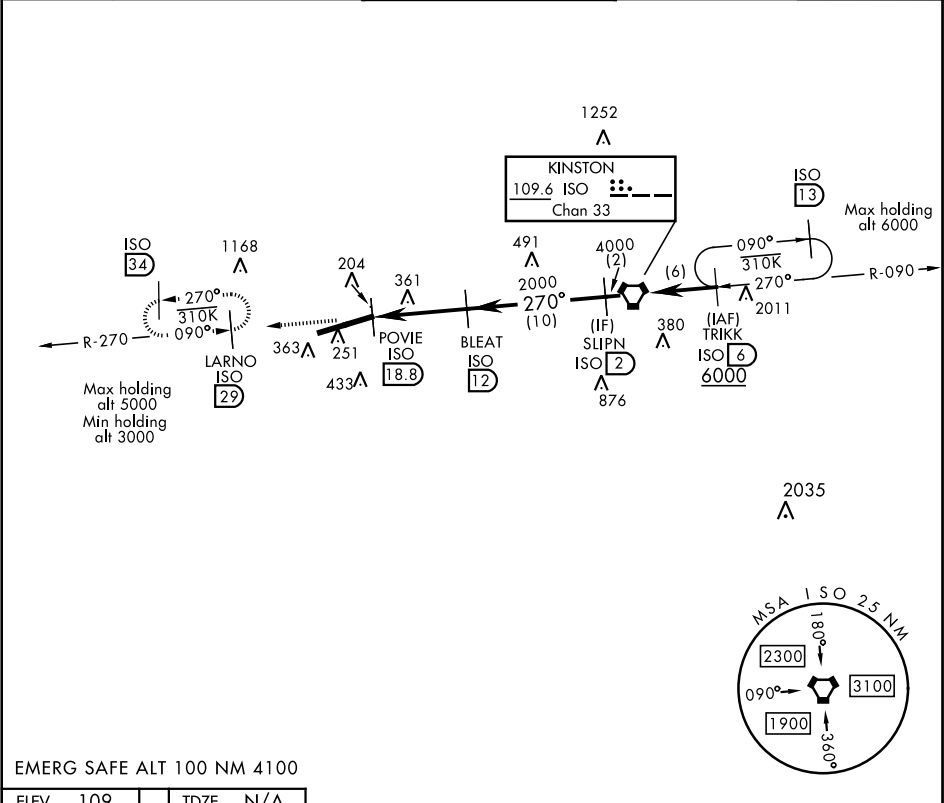 1252
KINSTON
109.6 ISO
Chan 33
ISO
13
Max holding
alt 6000
090°
310K
270°
R-090
2011
(6)
(IAF)
TRIKK
ISO 6
6000
380
4000
(2)
491
2000
270°
(10)
(IF)
SLIPN
ISO 2
876
BLEAT
ISO
12
361
204
POVIE
ISO
18.8
251
363
433
ISO
34
1168
270°
310K
090°
R-270
LARNO
ISO
29
Max holding
alt 5000
Min holding
alt 3000
2035
MSA ISO 25 NM
180°
2300
090°
3100
1900
360°
EMERG SAFE ALT 100 NM 4100
ELEV 109 TDZE N/A